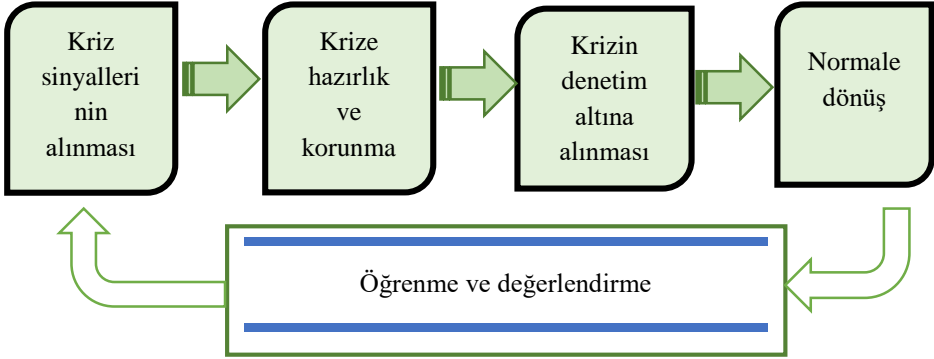 Kriz
sinyalleri
nin
alınması
Krize
hazırlık
ve
korunma
Krizin
denetim
altına
alınması
Normale
dönüş
Öğrenme ve değerlendirme